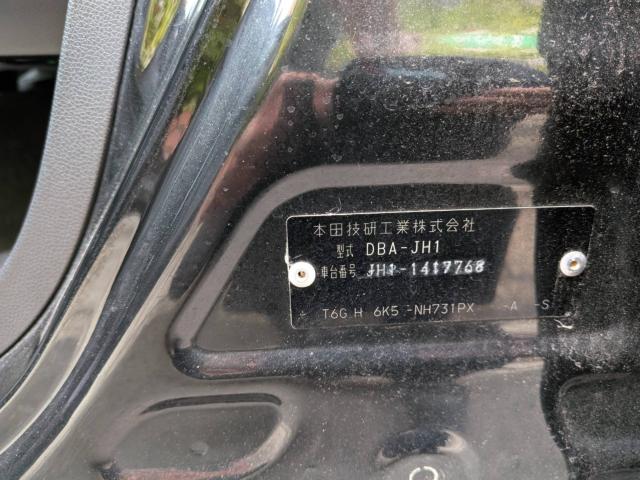 本田技研工業株式会社
型式 DBA-JH1
車台番号 JH1-1417768
T6G H 6K5 -NH731PX -A -S